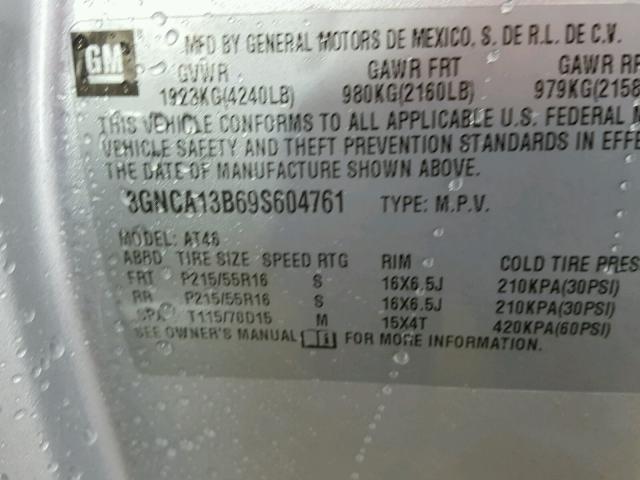 GM
MFD BY GENERAL MOTORS DE MEXICO, S. DE R.L. DE C.V.
GVWR GAWR FRT GAWR RR
1923KG(4240LB) 980KG(2160LB) 979KG(2158
THIS VEHICLE CONFORMS TO ALL APPLICABLE U.S. FEDERAL M
VEHICLE SAFETY AND THEFT PREVENTION STANDARDS IN EFFE
THE DATE OF MANUFACTURE SHOWN ABOVE.
3GNCA13B69S604761 TYPE: M.P.V.
MODEL: AT46
ABRD TIRE SIZE SPEED RTG RIM COLD TIRE PRES
FRT P215/55R16 S 16X6.5J 210KPA(30PSI)
RR P215/55R16 S 16X6.5J 210KPA(30PSI)
SPA T115/70D15 M 15X4T 420KPA(60PSI)
SEE OWNER'S MANUAL i FOR MORE INFORMATION